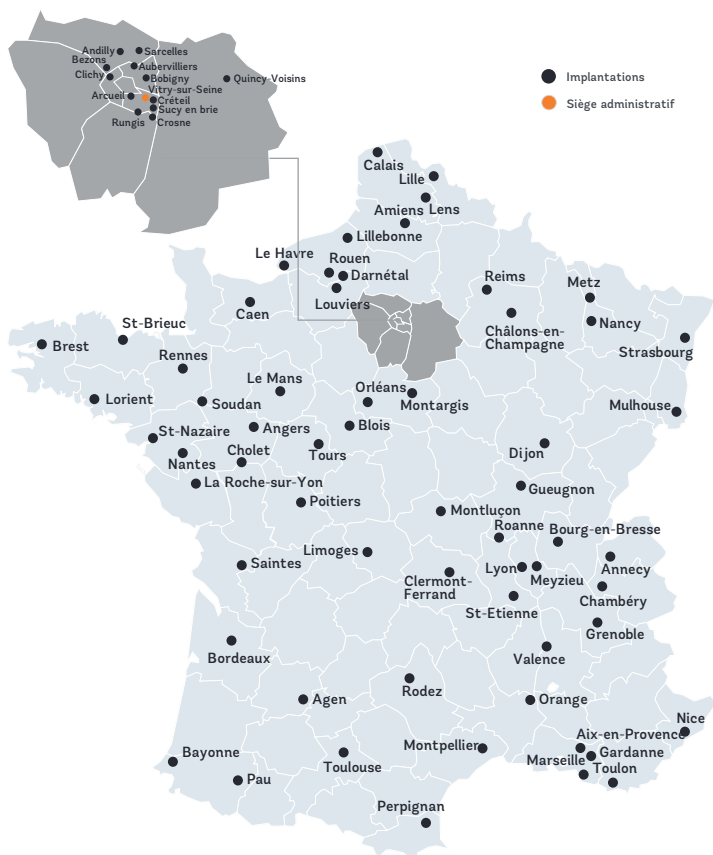 Andilly
Sarcelles
Bezons
Aubervilliers
Clichy
Bobigny
Quincy-Voisins
Vitry-sur-Seine
Arcueil
Créteil
Sucy en brie
Rungis
Crosne
Implantations
Siège administratif
Calais
Lille
Amiens
Lens
Lillebonne
Le Havre
Rouen
Darnétal
Reims
Metz
Louviers
Caen
Châlons-en-
Champagne
Nancy
St-Brieuc
Brest
Strasbourg
Rennes
Le Mans
Orléans
Lorient
Soudan
Montargis
Mulhouse
St-Nazaire
Angers
Blois
Cholet
Tours
Dijon
Nantes
La Roche-sur-Yon
Gueugnon
Poitiers
Montluçon
Roanne
Bourg-en-Bresse
Limoges
Saintes
Lyon
Annecy
Clermont-
Ferrand
Meyzieu
Chambéry
St-Etienne
Grenoble
Bordeaux
Valence
Rodez
Agen
Orange
Nice
Aix-en-Provence
Montpellier
Gardanne
Bayonne
Marseille
Toulouse
Toulon
Pau
Perpignan